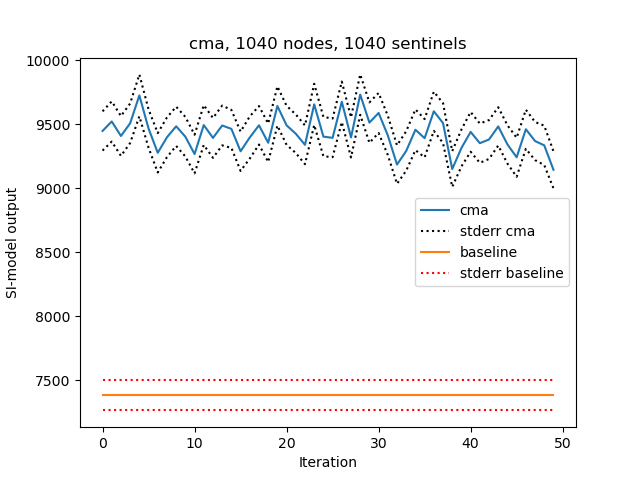 cma, 1040 nodes, 1040 sentinels
SI-model output
10000
9500
9000
8500
8000
7500
cma
stderr cma
baseline
stderr baseline
0
10
20
30
40
50
Iteration